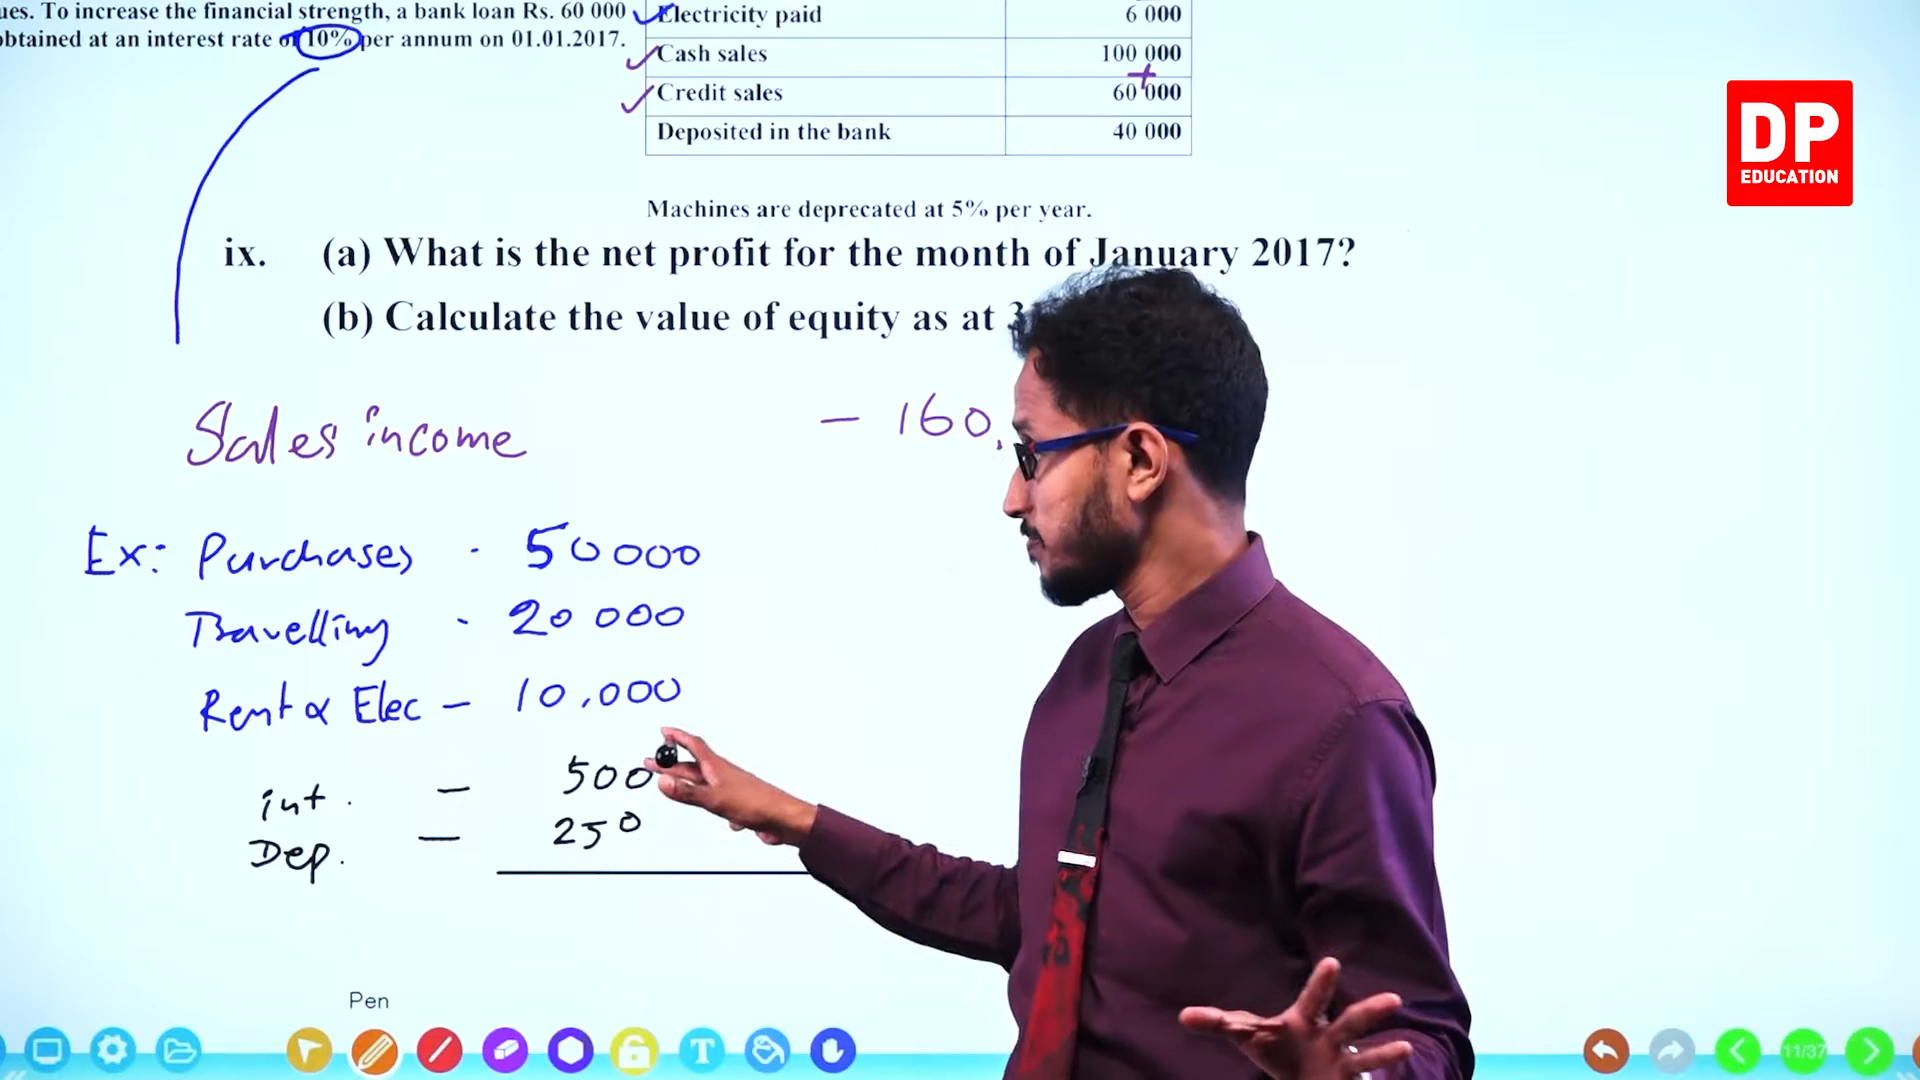 ues. To increase the financial strength, a bank loan Rs. 60 000
obtained at an interest rate of 10% per annum on 01.01.2017.
Electricity paid 6 000
Cash sales 100 000
+
Credit sales 60 000
Deposited in the bank 40 000
DP
EDUCATION
Machines are deprecated at 5% per year.
ix. (a) What is the net profit for the month of January 2017?
(b) Calculate the value of equity as at 3
Sales income - 160,
Ex: Purchases - 50000
Travelling - 20 000
Rent & Elec - 10,000
int. - 500
Dep. - 250
Pen
T
11/37